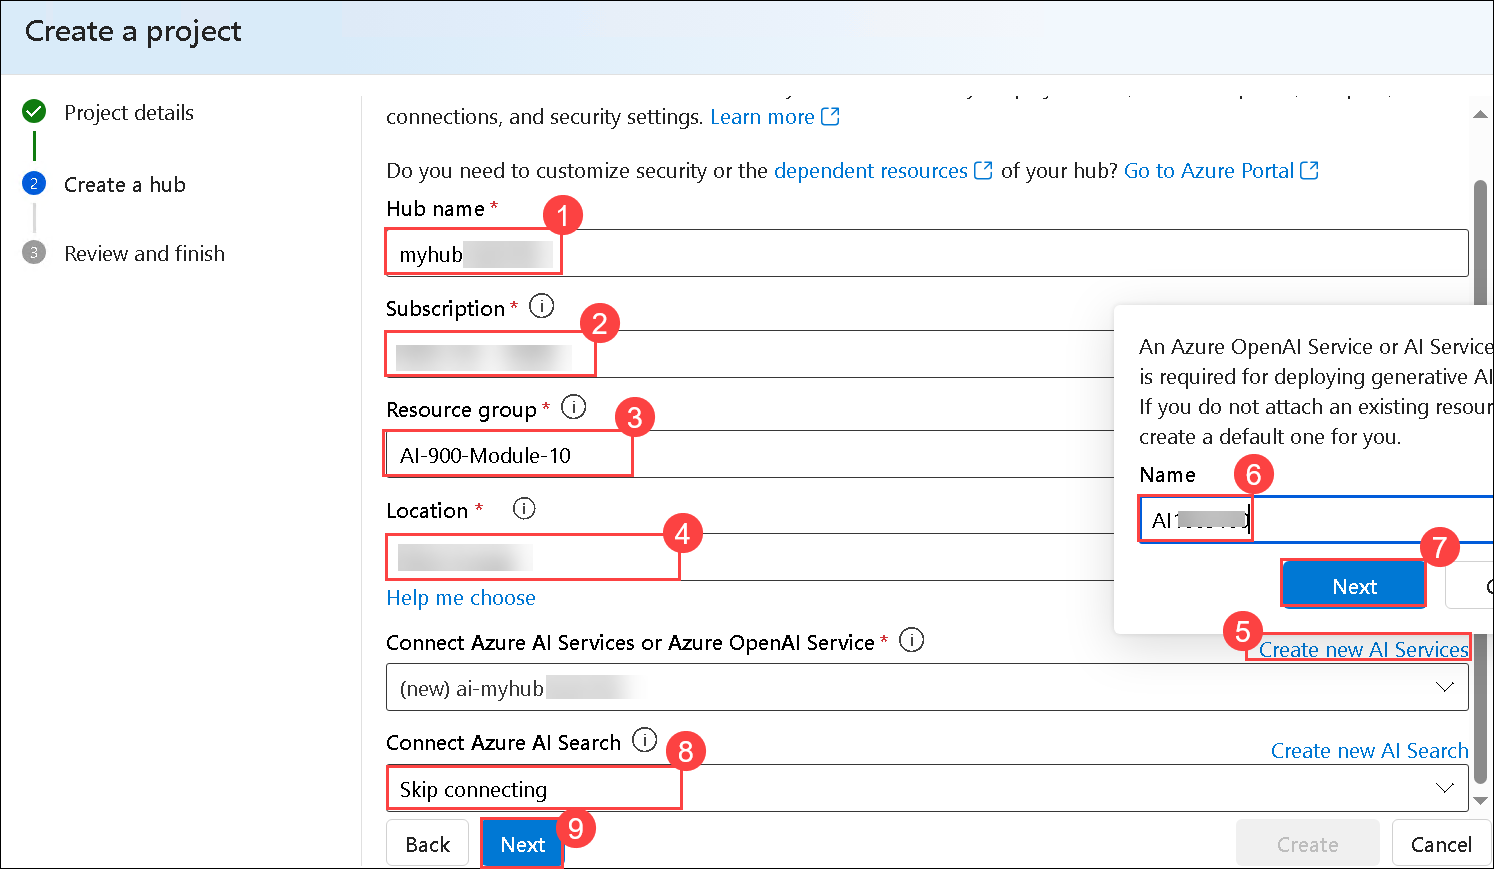 Create a project
Project details
2
Create a hub
3
Review and finish
connections, and security settings. Learn more
Do you need to customize security or the dependent resources of your hub? Go to Azure Portal
Hub name *
1
myhub
Subscription *
2
Resource group *
3
AI-900-Module-10
Location *
4
Help me choose
An Azure OpenAI Service or AI Service
is required for deploying generative AI
If you do not attach an existing resour
create a default one for you.
Name
6
AI
7
Next
5
Connect Azure AI Services or Azure OpenAI Service *
Create new AI Services
(new) ai-myhub
Connect Azure AI Search
8
Create new AI Search
Skip connecting
9
Back
Next
Create
Cancel